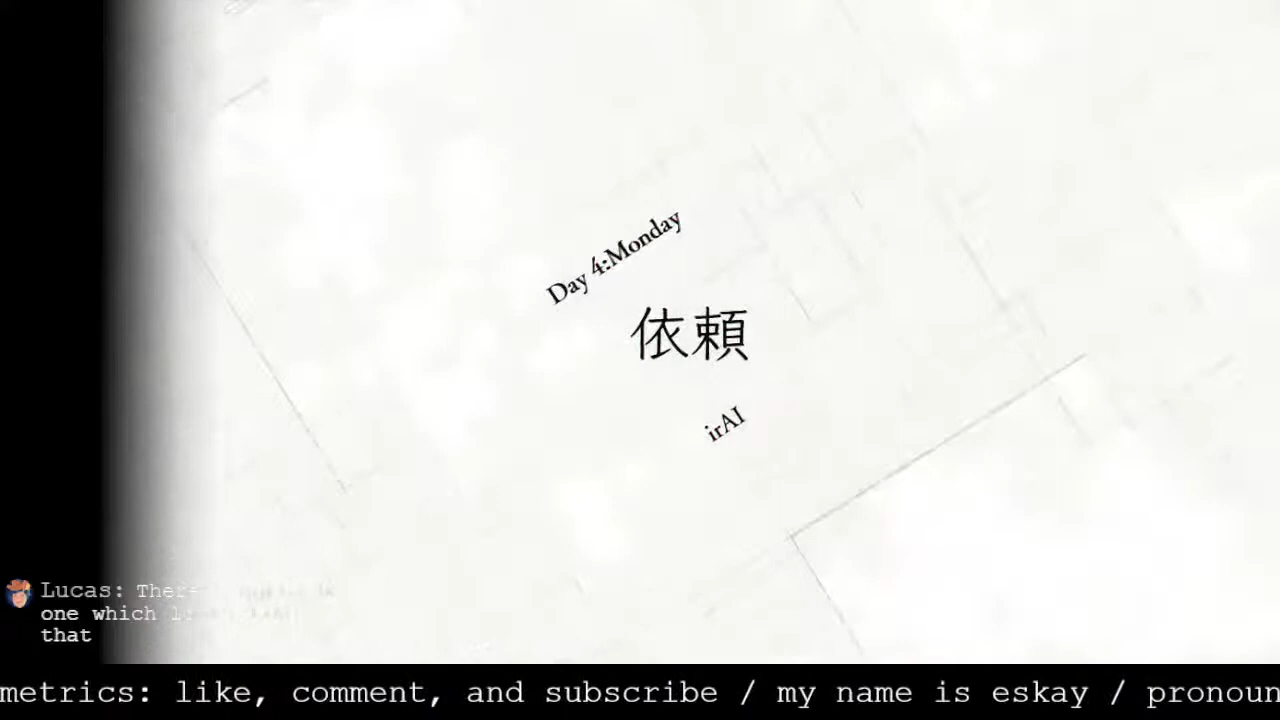 Day 4:Monday
依頼
irAI
Lucas: There
one which
that
metrics: like, comment, and subscribe / my name is eskay / pronoun